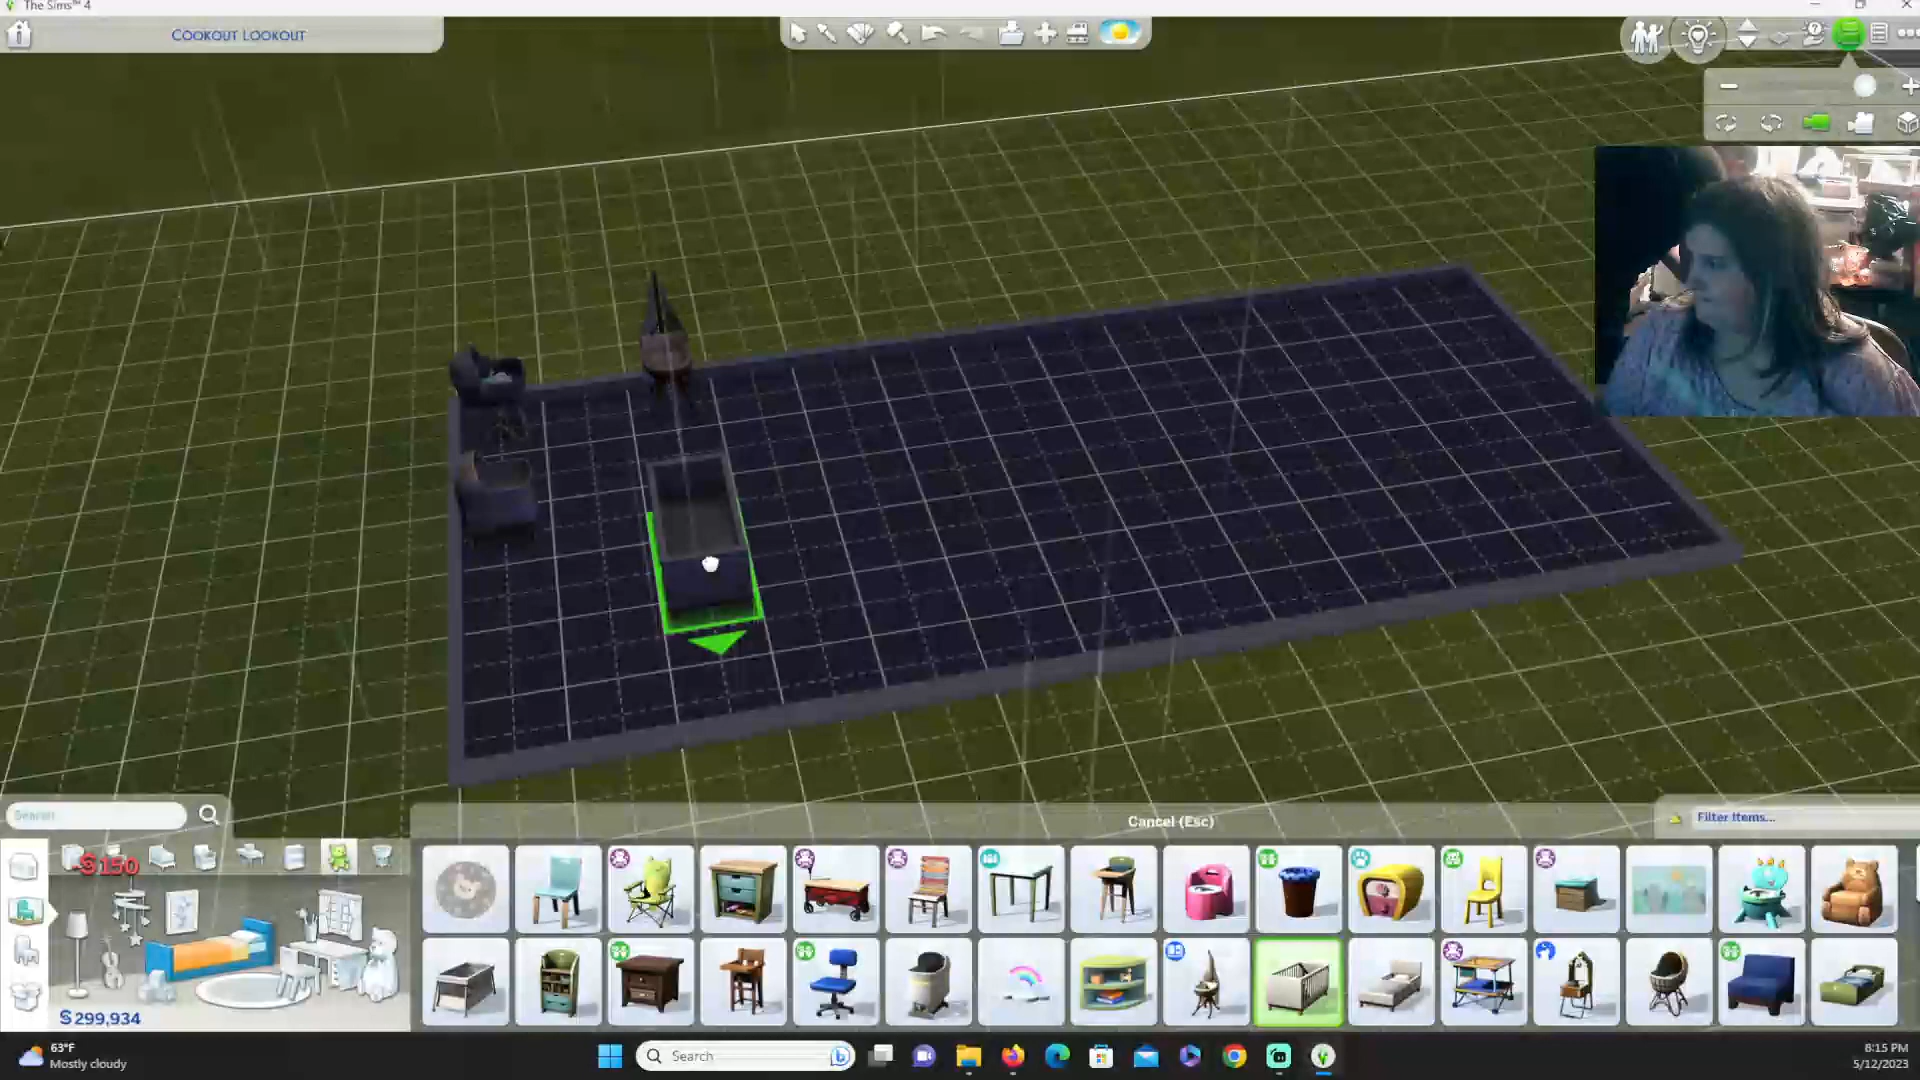 The Sims™ 4
COOKOUT LOOKOUT
Cancel (Esc)
Filter Items...
Search
$150
$299,934
63°F
Mostly cloudy
Search
8:15 PM
5/12/2023